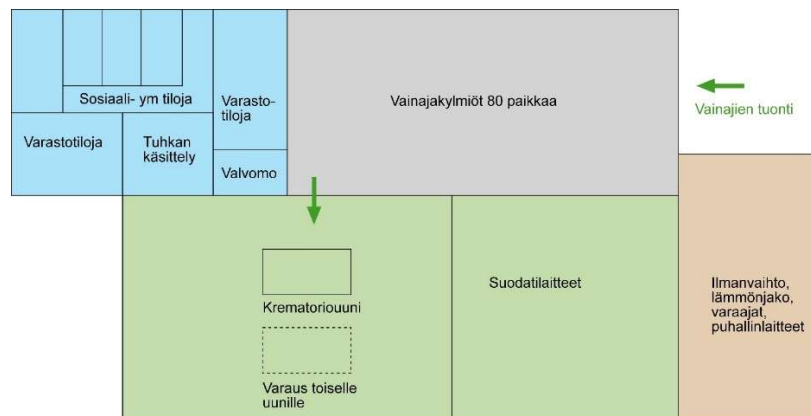 Sosiaali- ym tiloja
Varasto-
tiloja
Vainajakylmiöt 80 paikkaa
Vainajien tuonti
Varastotiloja
Tuhkan
käsittely
Valvomo
Krematoriouuni
Varaus toiselle
uunille
Suodatilaitteet
Ilmanvaihto,
lämmönjako,
varaajat,
puhallinlaitteet